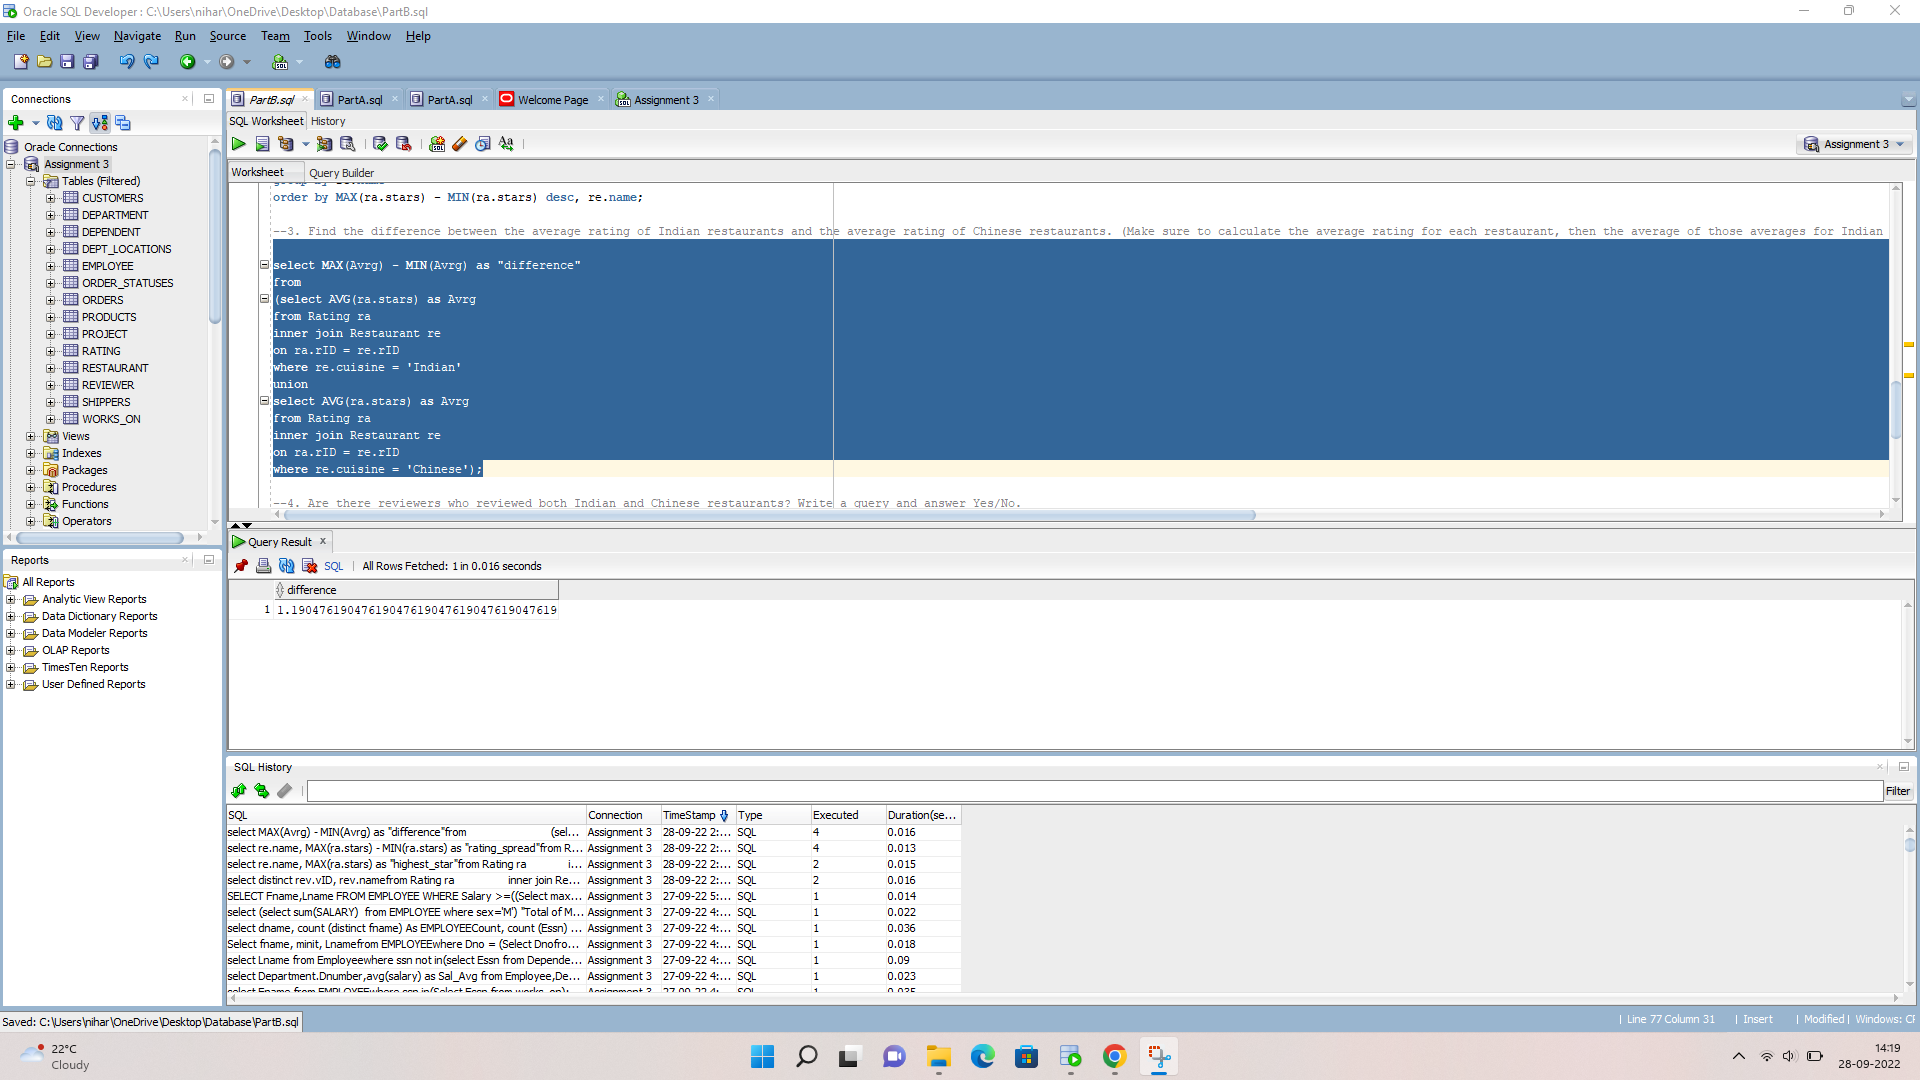 Oracle SQL Developer : C:\Users\nihar\OneDrive\Desktop\Database\PartB.sql
File Edit View Navigate Run Source Team Tools Window Help
Connections
Oracle Connections
Assignment 3
Tables (Filtered)
CUSTOMERS
DEPARTMENT
DEPENDENT
DEPT_LOCATIONS
EMPLOYEE
ORDER_STATUSES
ORDERS
PRODUCTS
PROJECT
RATING
RESTAURANT
REVIEWER
SHIPPERS
WORKS_ON
Views
Indexes
Packages
Procedures
Functions
Operators
Reports
All Reports
Analytic View Reports
Data Dictionary Reports
Data Modeler Reports
OLAP Reports
TimesTen Reports
User Defined Reports
PartB.sql PartA.sql PartA.sql Welcome Page Assignment 3
SQL Worksheet History
Assignment 3
Worksheet Query Builder
order by MAX(ra.stars) - MIN(ra.stars) desc, re.name;
--3. Find the difference between the average rating of Indian restaurants and the average rating of Chinese restaurants. (Make sure to calculate the average rating for each restaurant, then the average of those averages for Indian
select MAX(Avrg) - MIN(Avrg) as "difference"
from
(select AVG(ra.stars) as Avrg
from Rating ra
inner join Restaurant re
on ra.rID = re.rID
where re.cuisine = 'Indian'
union
select AVG(ra.stars) as Avrg
from Rating ra
inner join Restaurant re
on ra.rID = re.rID
where re.cuisine = 'Chinese');
--4. Are there reviewers who reviewed both Indian and Chinese restaurants? Write a query and answer Yes/No.
Query Result x
SQL | All Rows Fetched: 1 in 0.016 seconds
difference
1 1.190476190476190476190476190476190476619
SQL History
Filter
SQL Connection TimeStamp Type Executed Duration(se...
select MAX(Avrg) - MIN(Avrg) as "difference"from (sel... Assignment 3 28-09-22 2:... SQL 4 0.016
select re.name, MAX(ra.stars) - MIN(ra.stars) as "rating_spread"from R... Assignment 3 28-09-22 2:... SQL 4 0.013
select re.name, MAX(ra.stars) as "highest_star"from Rating ra i... Assignment 3 28-09-22 2:... SQL 2 0.015
select distinct rev.vID, rev.namefrom Rating ra inner join Re... Assignment 3 28-09-22 2:... SQL 2 0.016
SELECT Fname,Lname FROM EMPLOYEE WHERE Salary >=((Select max... Assignment 3 27-09-22 5:... SQL 1 0.014
select (select sum(SALARY) from EMPLOYEE where sex='M') "Total of M... Assignment 3 27-09-22 4:... SQL 1 0.022
select dname, count (distinct fname) As EMPLOYEECount, count (Essn) ... Assignment 3 27-09-22 4:... SQL 1 0.036
Select fname, minit, Lnamefrom EMPLOYEEwhere Dno = (Select Dnofro... Assignment 3 27-09-22 4:... SQL 1 0.018
select Lname from Employeewhere ssn not in(select Essn from Depende... Assignment 3 27-09-22 4:... SQL 1 0.09
select Department.Dnumber,avg(salary) as Sal_Avg from Employee,De... Assignment 3 27-09-22 4:... SQL 1 0.023
Saved: C:\Users\nihar\OneDrive\Desktop\Database\PartB.sql
Line 77 Column 31 | Insert | Modified | Windows: CR
22°C
Cloudy
14:19
28-09-2022